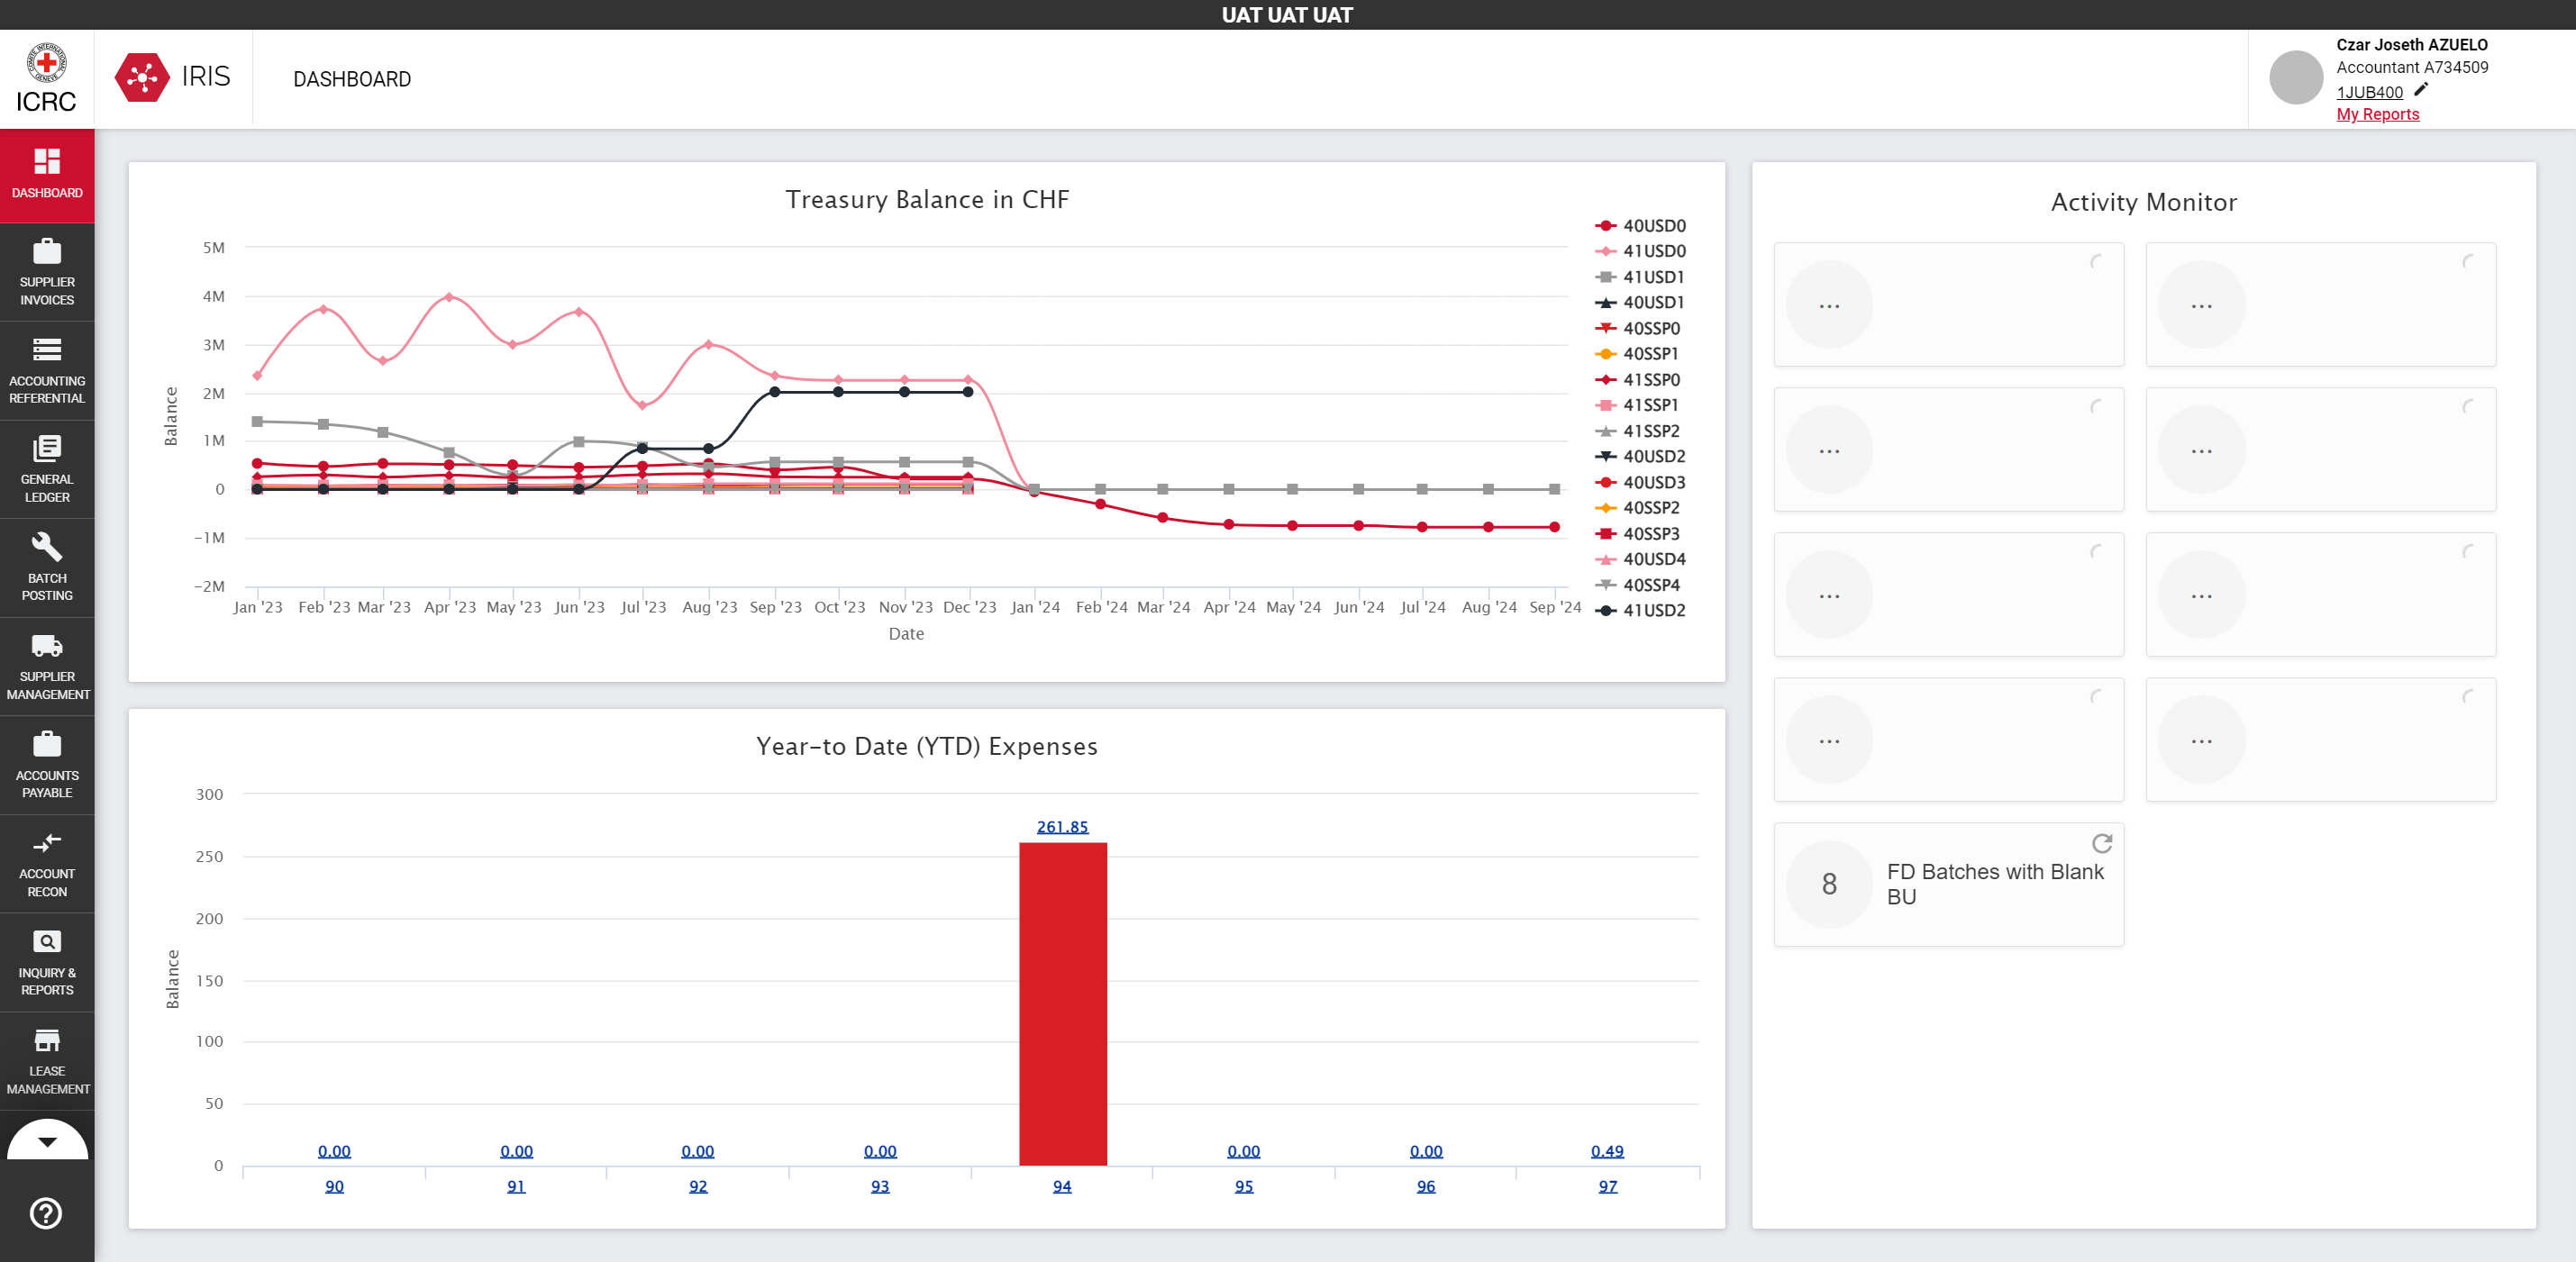 UAT UAT UAT
COMITE INTERNATIONAL GENEVE
ICRC
IRIS
DASHBOARD
Czar Joseth AZUELO
Accountant A734509
1JUB400
My Reports
DASHBOARD
SUPPLIER
INVOICES
ACCOUNTING
REFERENTIAL
GENERAL
LEDGER
BATCH
POSTING
SUPPLIER
MANAGEMENT
ACCOUNTS
PAYABLE
ACCOUNT
RECON
INQUIRY &
REPORTS
LEASE
MANAGEMENT
Treasury Balance in CHF
Balance
5M
4M
3M
2M
1M
0
-1M
-2M
Jan '23 Feb '23 Mar '23 Apr '23 May '23 Jun '23 Jul '23 Aug '23 Sep '23 Oct '23 Nov '23 Dec '23 Jan '24 Feb '24 Mar '24 Apr '24 May '24 Jun '24 Jul '24 Aug '24 Sep '24
Date
40USD0
41USD0
41USD1
40USD1
40SSP0
40SSP1
41SSP0
41SSP1
41SSP2
40USD2
40USD3
40SSP2
40SSP3
40USD4
40SSP4
41USD2
Year-to Date (YTD) Expenses
Balance
300
250
200
150
100
50
0
261.85
0.00 0.00 0.00 0.00 0.00 0.00 0.49
90 91 92 93 94 95 96 97
Activity Monitor
... ...
... ...
... ...
... ...
8
FD Batches with Blank
BU